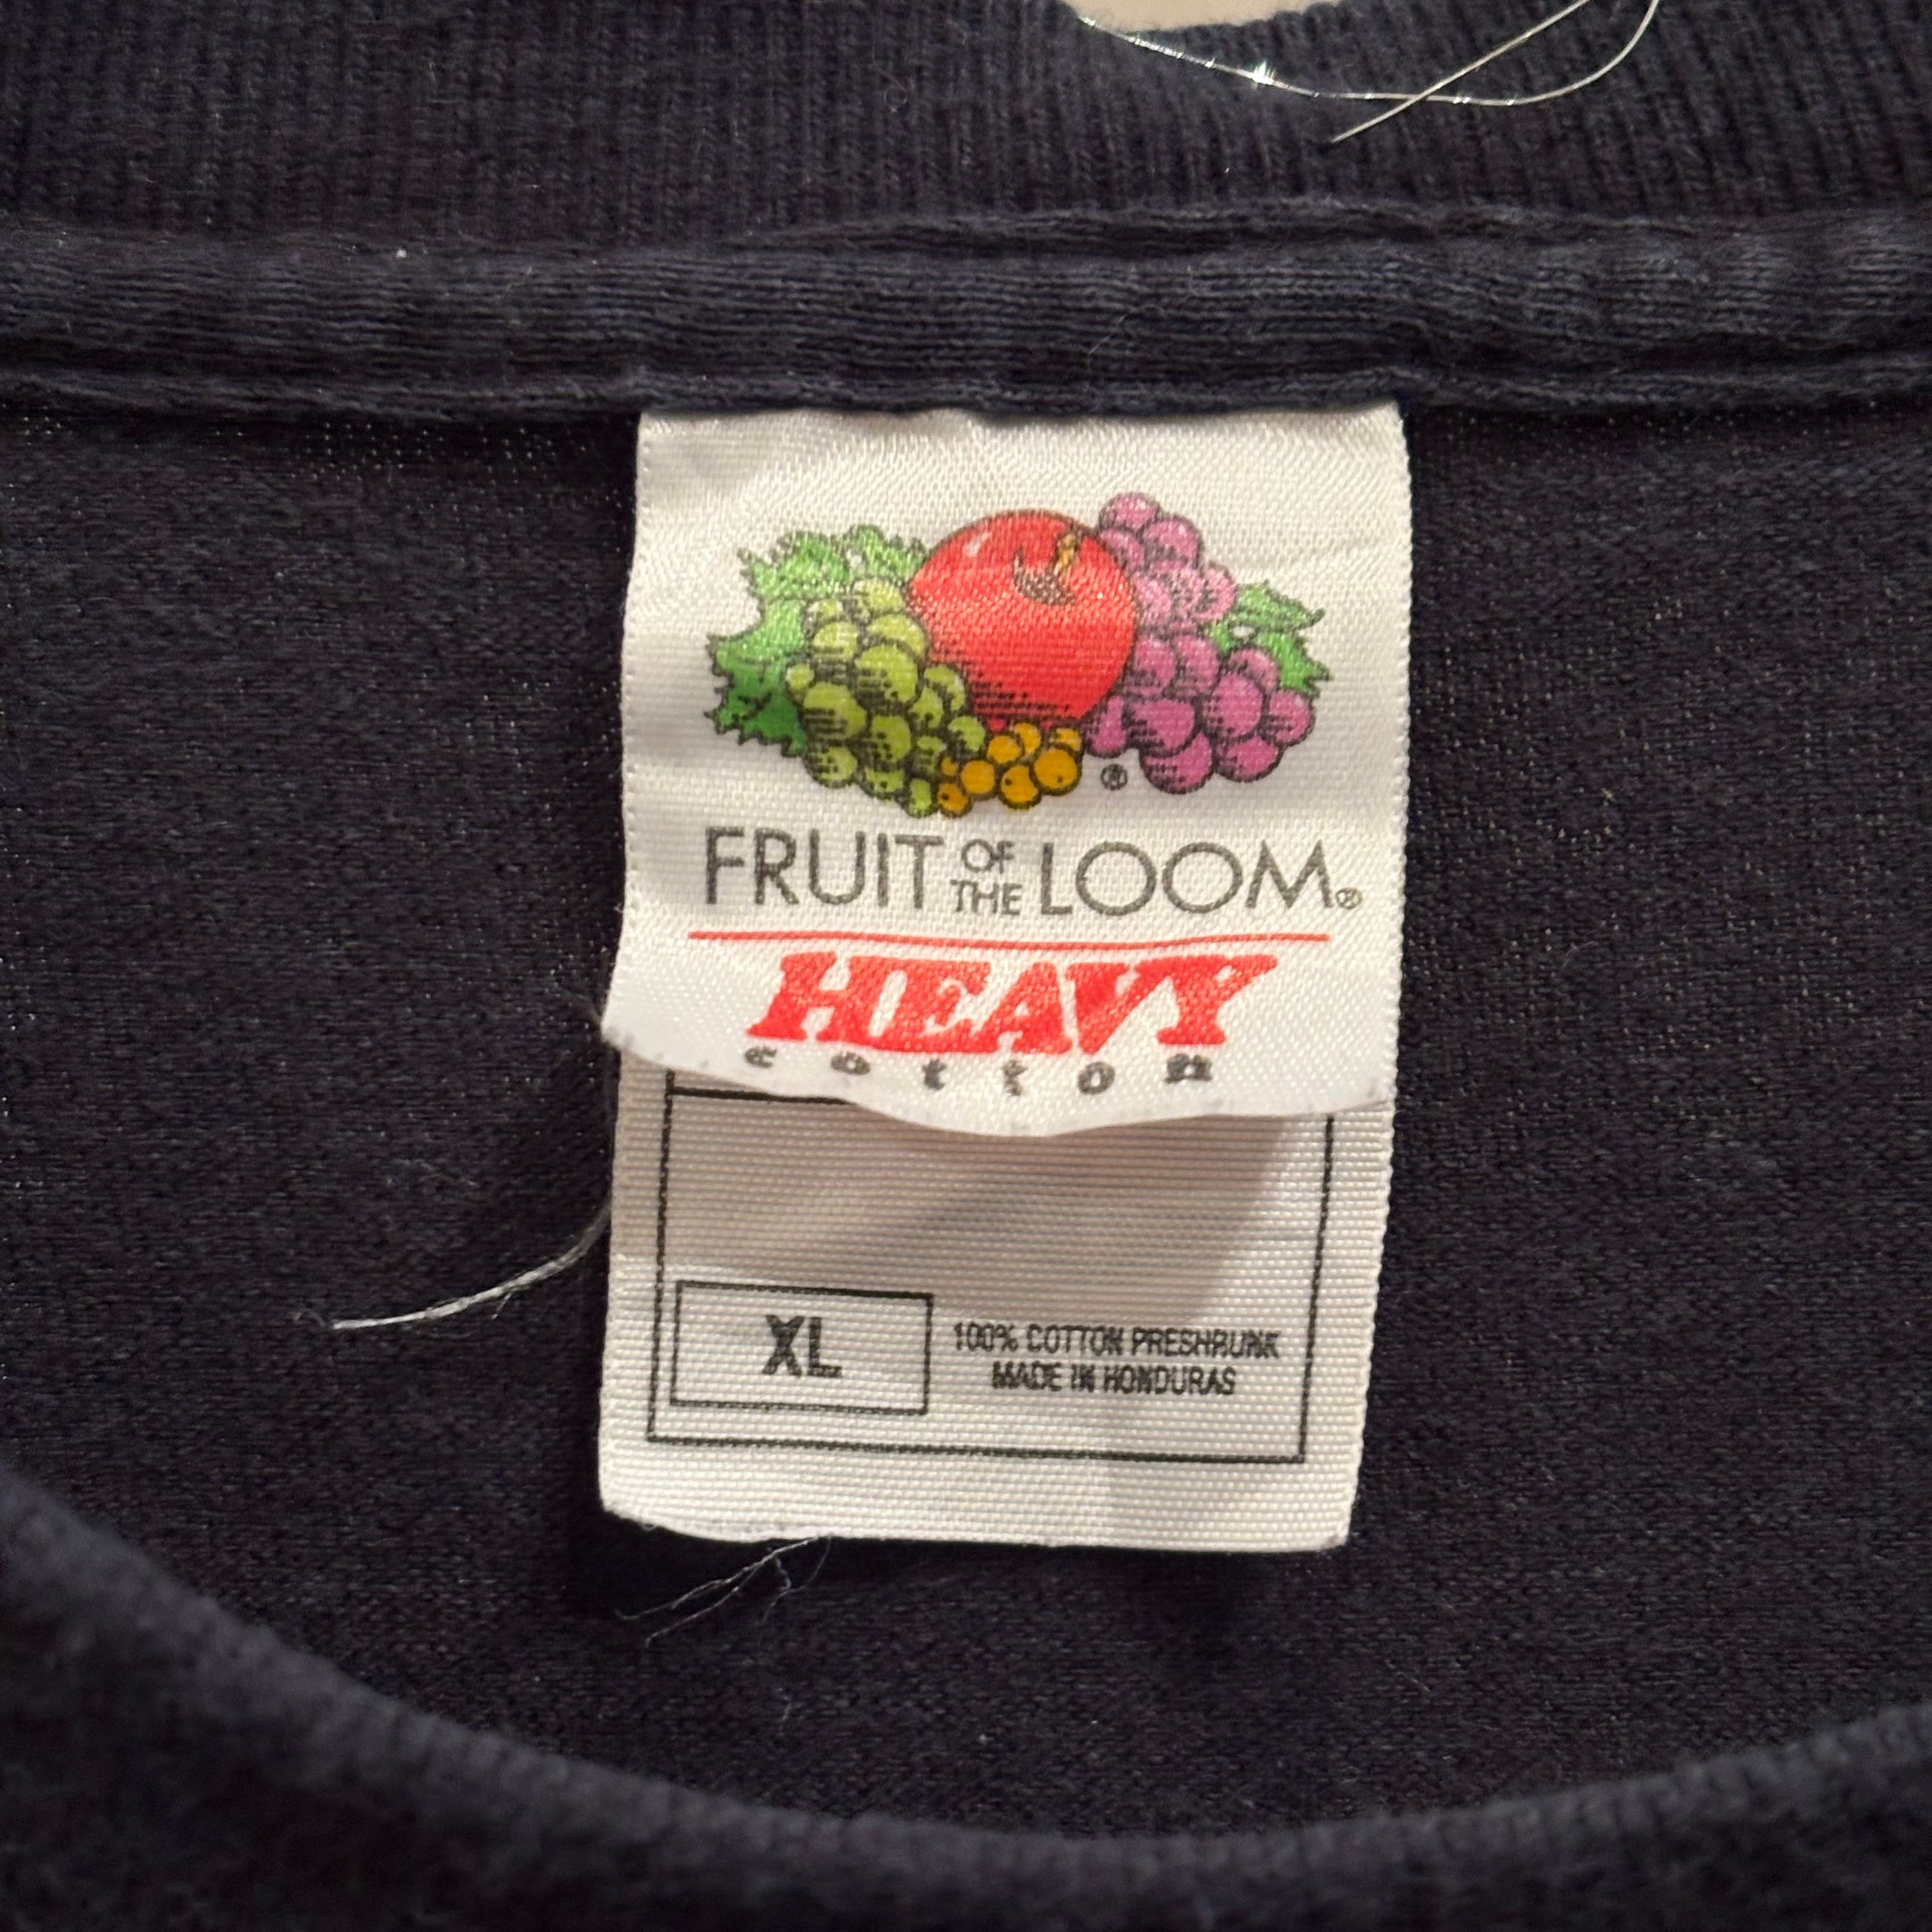 ®
FRUIT OF THE LOOM®
HEAVY
cotton
XL
100% COTTON PRESHRUNK
MADE IN HONDURAS